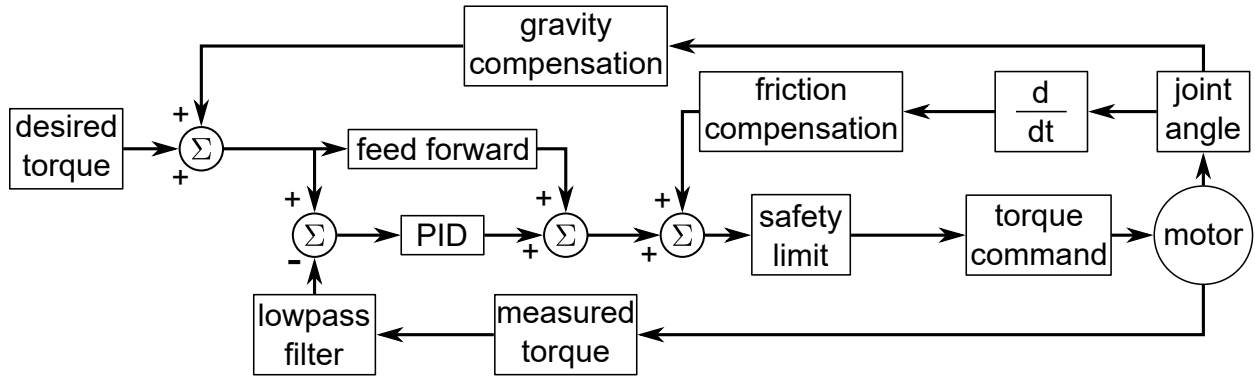 gravity
compensation
friction
compensation
d
dt
joint
angle
+
desired
torque
Σ
+
feed forward
+
+
+
Σ
PID
Σ
+
Σ
+
safety
limit
torque
command
motor
-
lowpass
filter
measured
torque